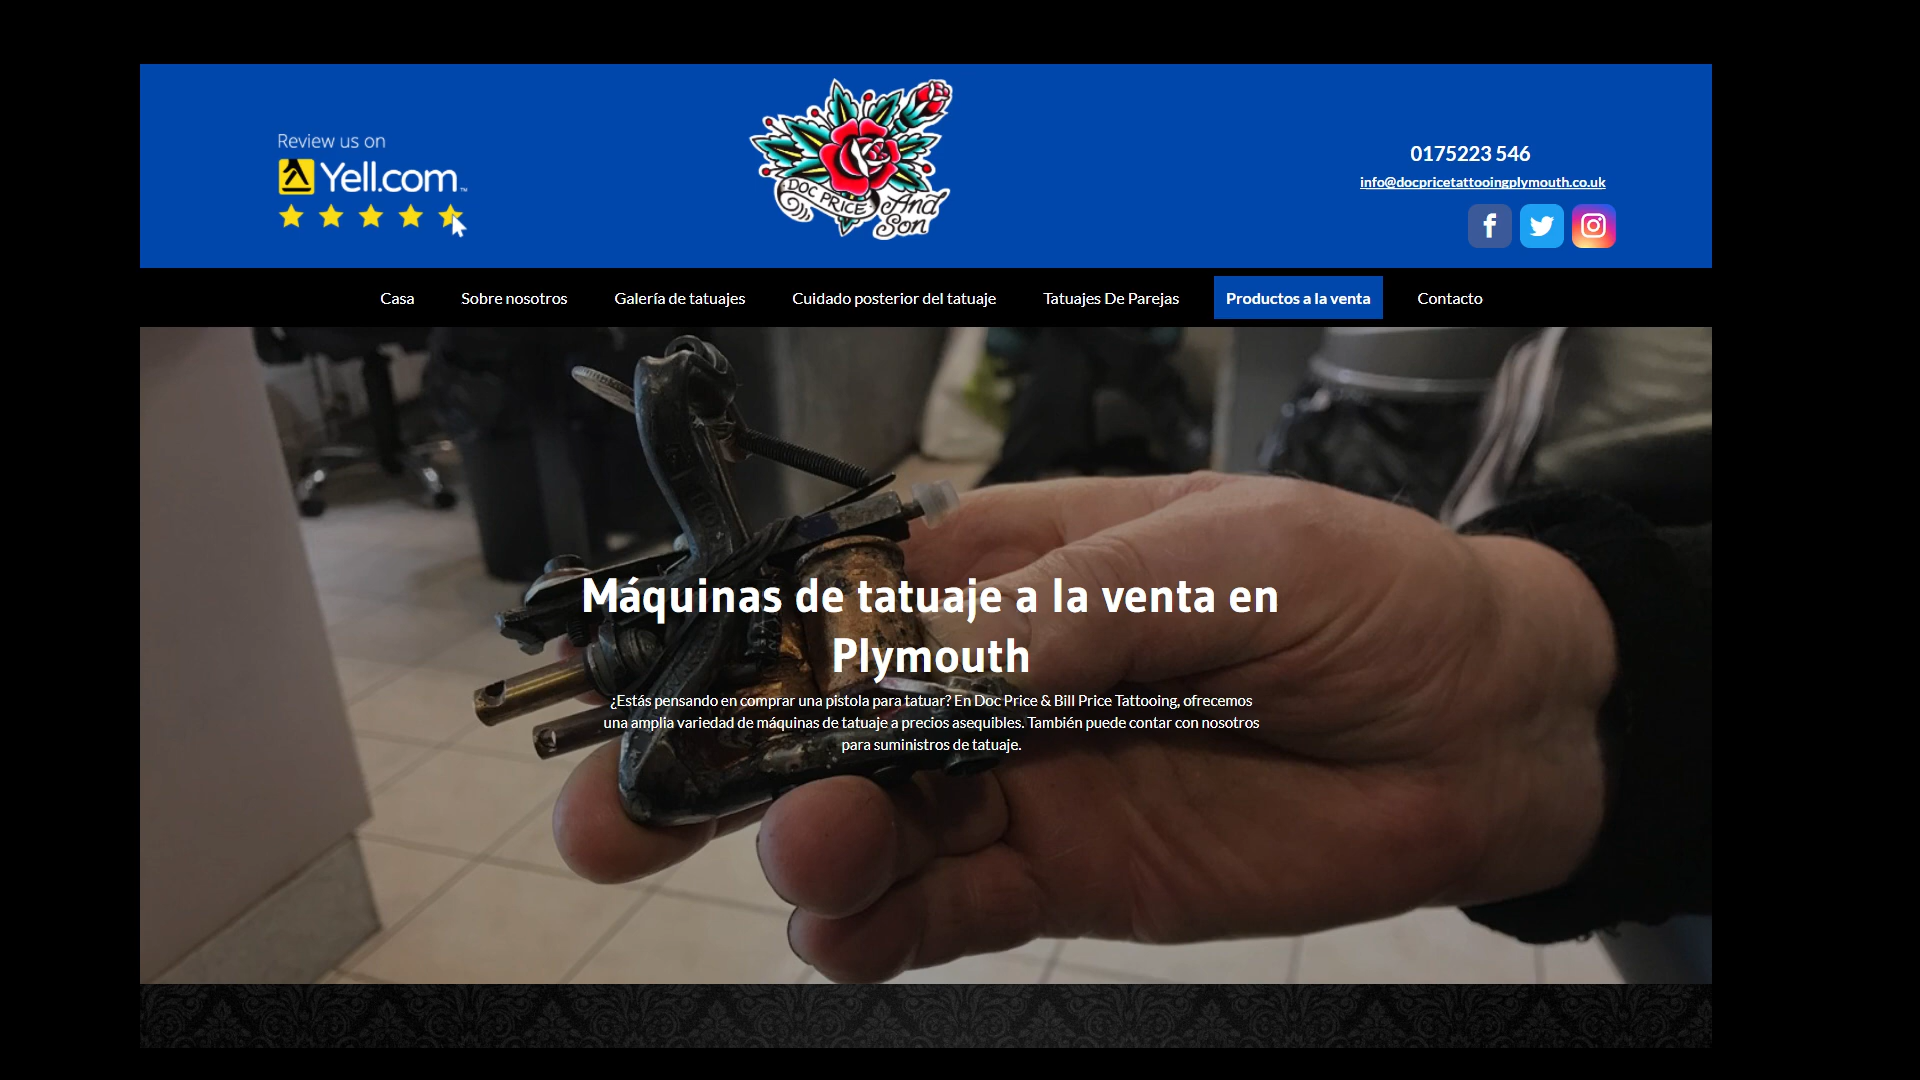 Review us on
Yell.com™
DOC PRICE And
Son
0175223 546
info@docpricetattooingplymouth.co.uk
Casa
Sobre nosotros
Galería de tatuajes
Cuidado posterior del tatuaje
Tatuajes De Parejas
Productos a la venta
Contacto
Máquinas de tatuaje a la venta en
Plymouth
¿Estás pensando en comprar una pistola para tatuar? En Doc Price & Bill Price Tattooing, ofrecemos
una amplia variedad de máquinas de tatuaje a precios asequibles. También puede contar con nosotros
para suministros de tatuaje.